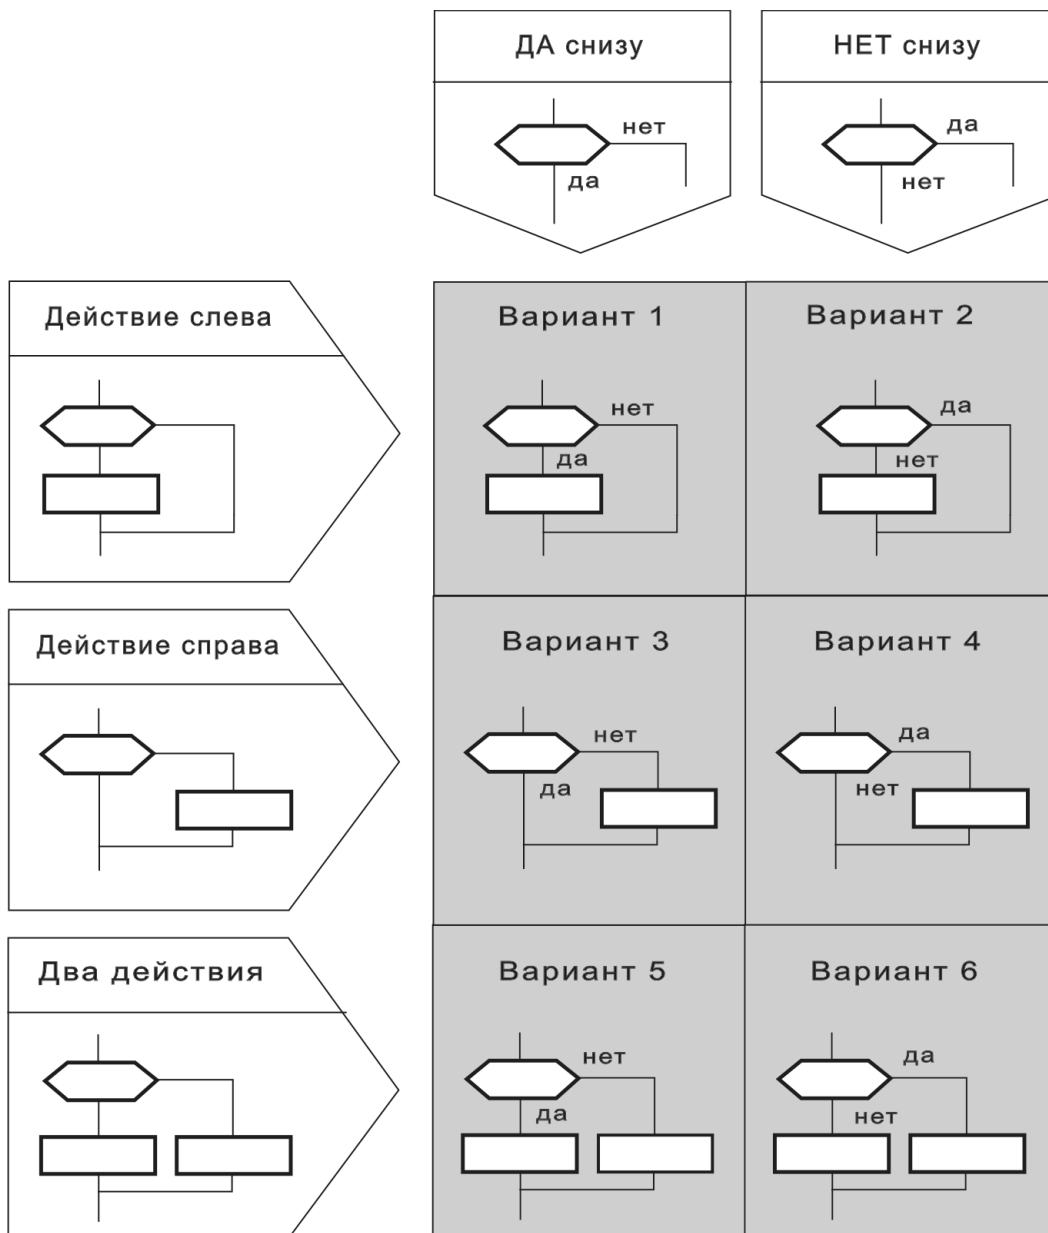 ДА снизу
НЕТ снизу
нет
да
да
нет
Действие слева
Вариант 1
Вариант 2
нет
да
да
нет
Действие справа
Вариант 3
Вариант 4
нет
да
да
нет
Два действия
Вариант 5
Вариант 6
нет
да
да
нет